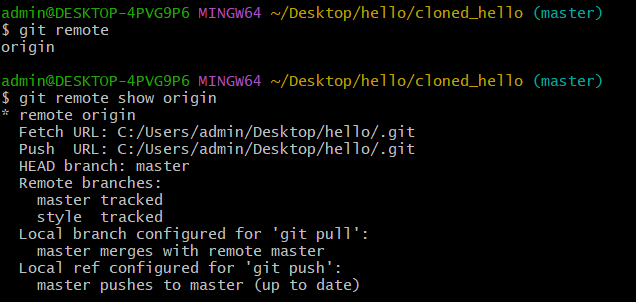 admin@DESKTOP-4PVG9P6 MINGW64 ~/Desktop/hello/cloned_hello (master)
$ git remote
origin

admin@DESKTOP-4PVG9P6 MINGW64 ~/Desktop/hello/cloned_hello (master)
$ git remote show origin
* remote origin
  Fetch URL: C:/Users/admin/Desktop/hello/.git
  Push  URL: C:/Users/admin/Desktop/hello/.git
  HEAD branch: master
  Remote branches:
    master tracked
    style  tracked
  Local branch configured for 'git pull':
    master merges with remote master
  Local ref configured for 'git push':
    master pushes to master (up to date)